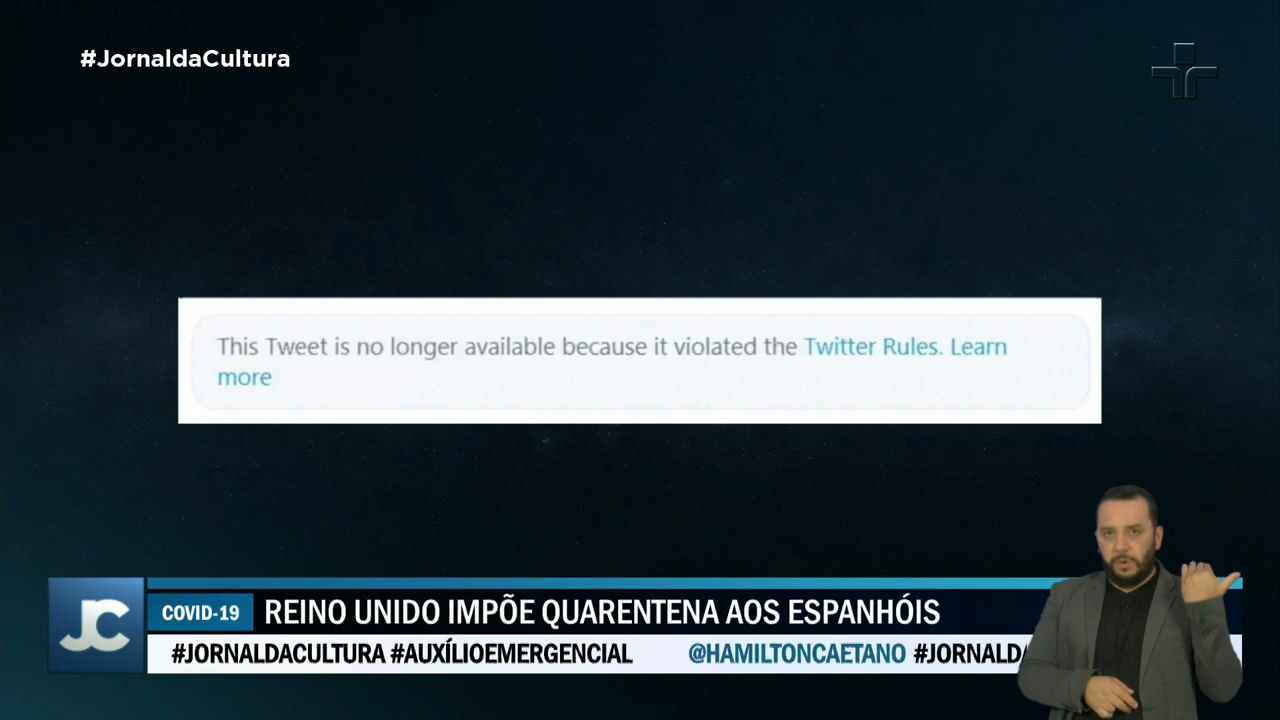 #JornaldaCultura
This Tweet is no longer available because it violated the Twitter Rules. Learn
more
JC COVID-19 REINO UNIDO IMPÕE QUARENTENA AOS ESPANHÓIS
#JORNALDACULTURA #AUXÍLIOEMERGENCIAL @HAMILTONCAETANO #JORNALDA